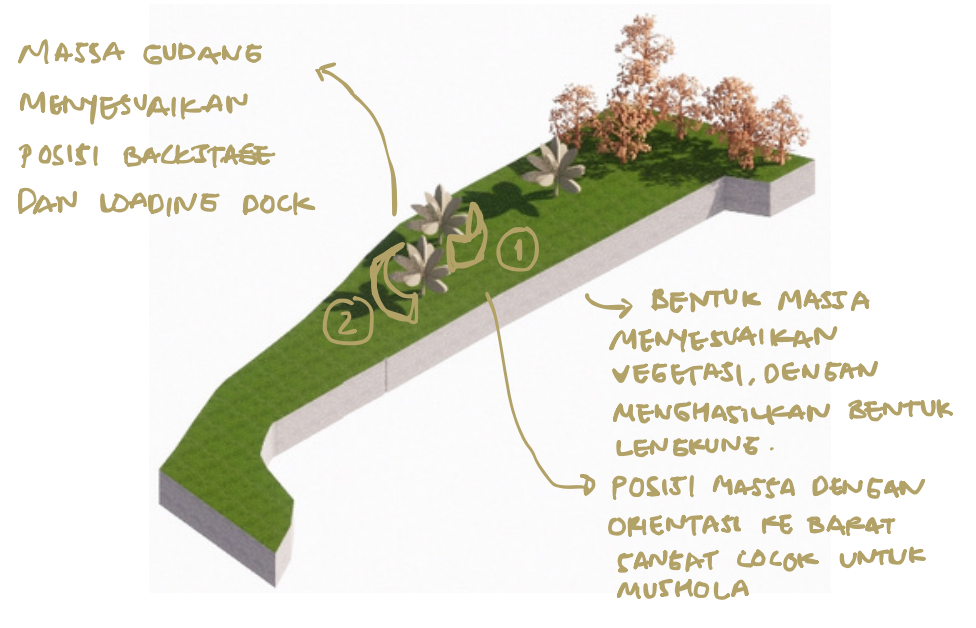 MASSA GUDANG
MENYESUAIKAN
POSISI BACKSTAGE
DAN LOADING DOCK
1
2
BENTUK MASSA
MENYESUAIKAN
VEGETASI, DENGAN
MENGHASILKAN BENTUK
LENGKUNG.
POSISI MASSA DENGAN
ORIENTASI KE BARAT
SANGAT COCOK UNTUK
MUSHOLA